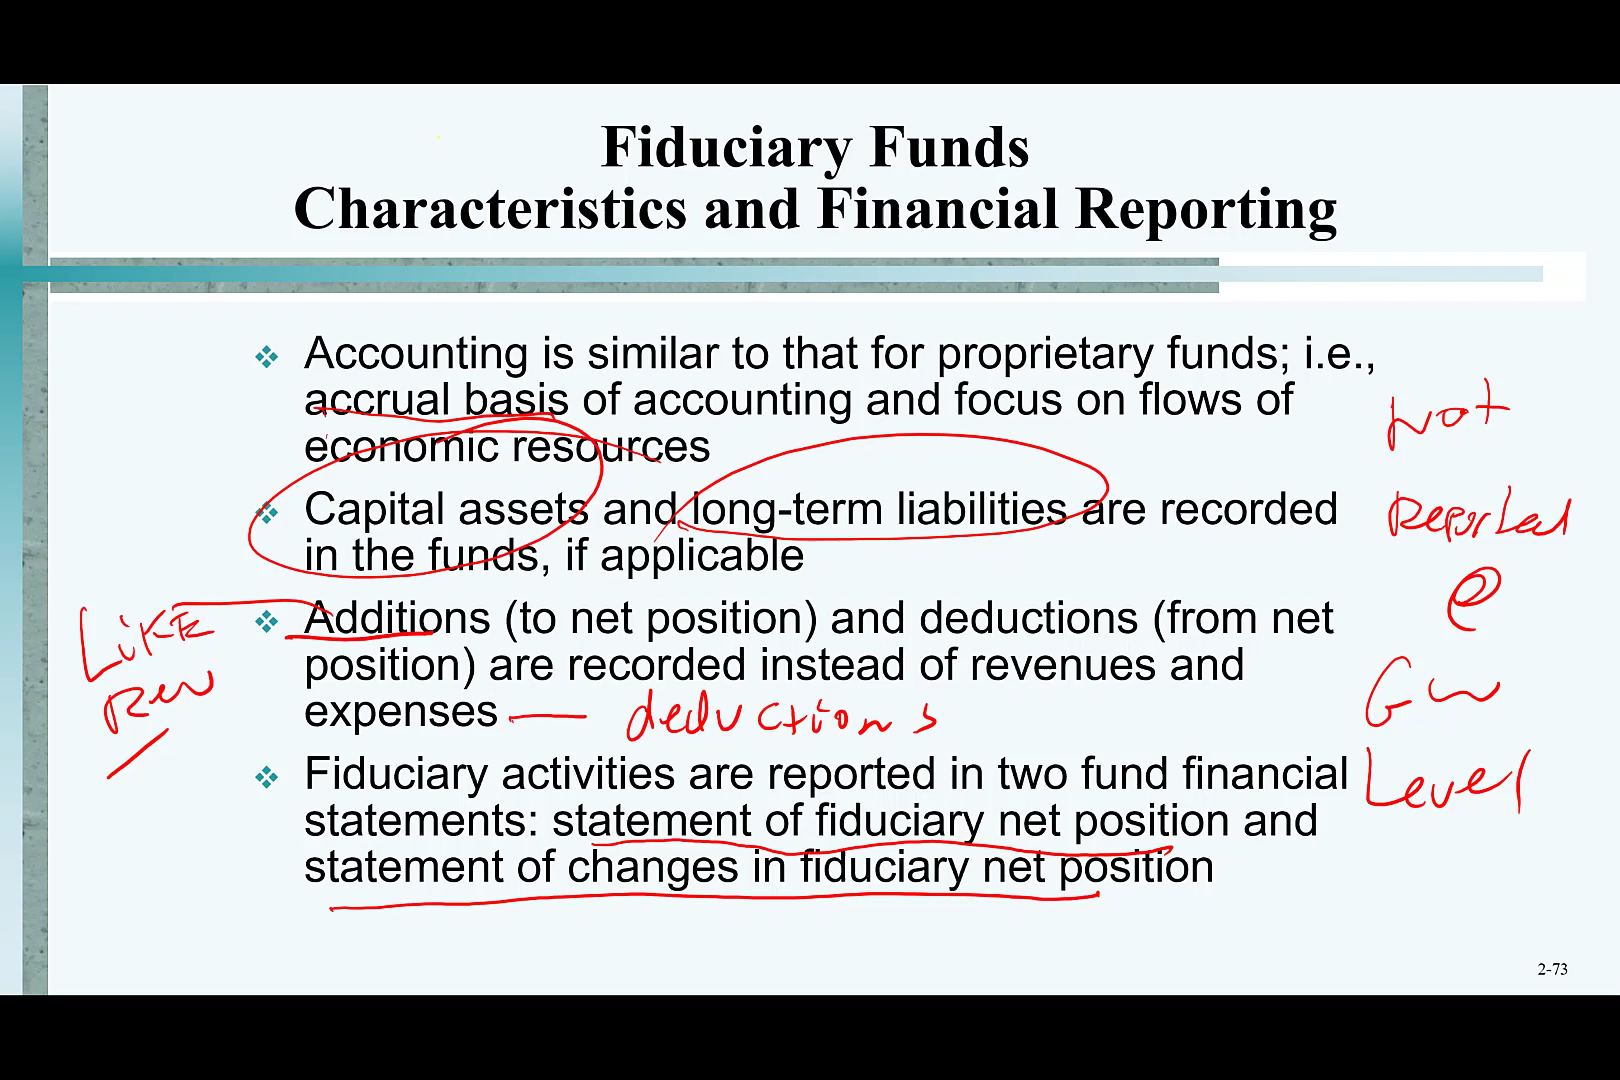 Fiduciary Funds
Characteristics and Financial Reporting
Accounting is similar to that for proprietary funds; i.e.,
accrual basis of accounting and focus on flows of
economic resources
Capital assets and long-term liabilities are recorded
in the funds, if applicable
Additions (to net position) and deductions (from net
position) are recorded instead of revenues and
expenses — deductions
Fiduciary activities are reported in two fund financial
statements: statement of fiduciary net position and
statement of changes in fiduciary net position
Like
Rev
Not
Reported
@
GW
Level
2-73